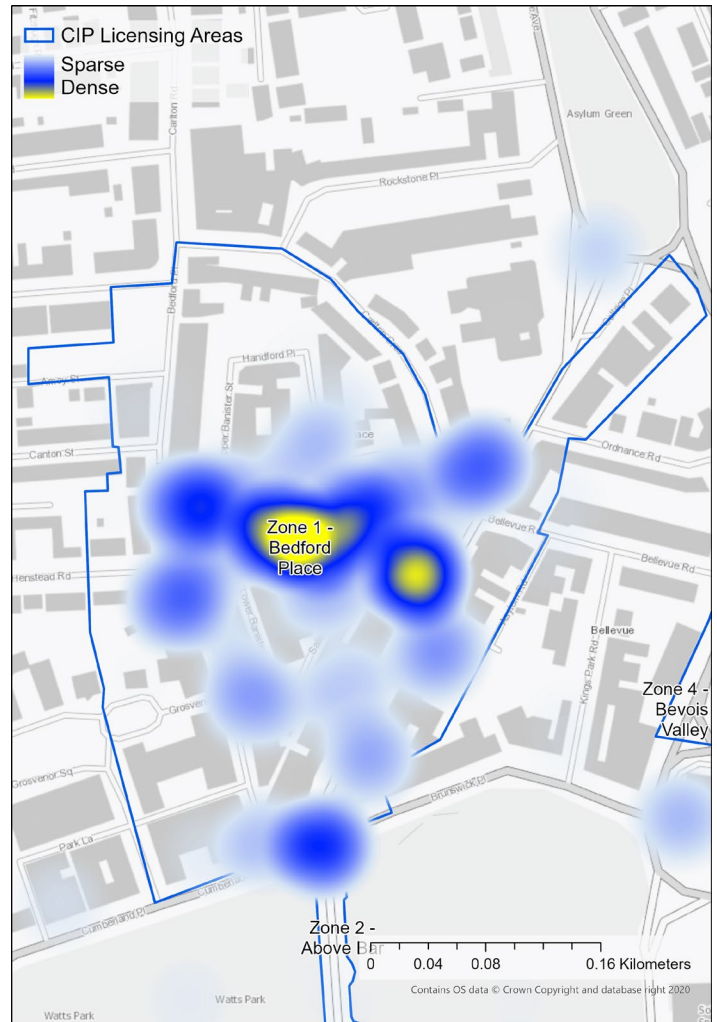 CIP Licensing Areas
Sparse
Dense
Carlton Rd
Asylum Green
Rockstone Pl
Bedford Pl
College Pl
Handford Pl
Amoy St
Canton St
Ordnance Rd
Zone 1 -
Bedford
Place
Bellevue R
Bellevue Rd
Henstead Rd
Bellevue
Kings Park Rd
Zone 4 -
Bevois
Valley
Grosvenor Sq
Brunswick Pl
Park La
Cumberland Pl
Zone 2 -
Above Bar
0 0.04 0.08 0.16 Kilometers
Contains OS data © Crown Copyright and database right 2020
Watts Park
Watts Park